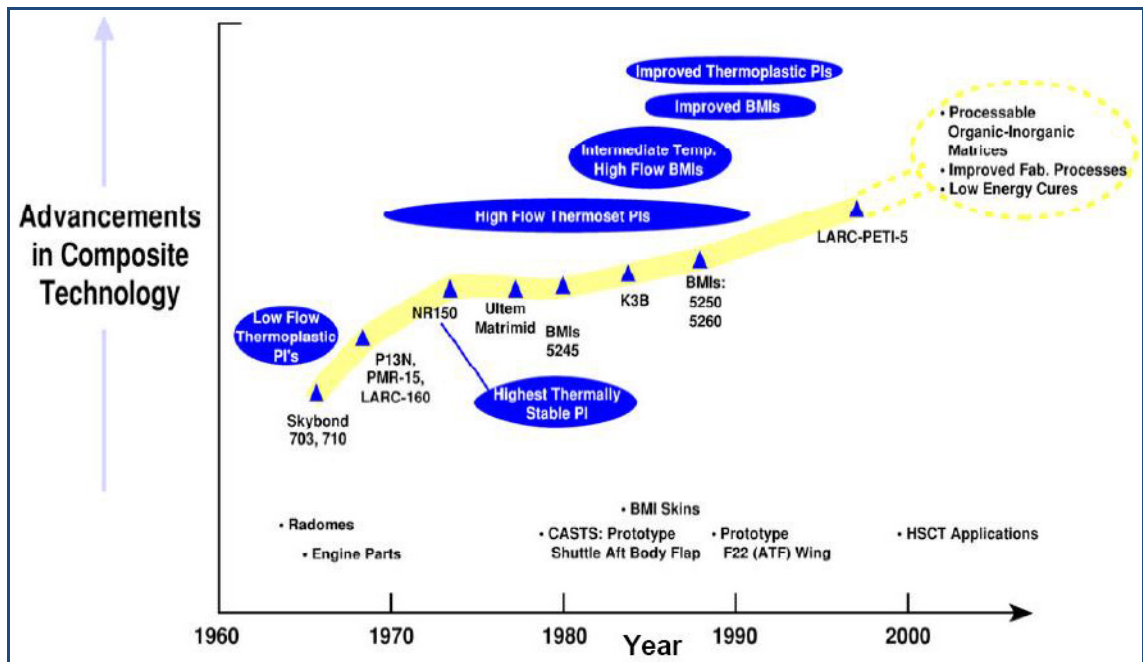 Advancements
in Composite
Technology
Improved Thermoplastic PIs
Improved BMIs
Intermediate Temp.
High Flow BMIs
High Flow Thermoset PIs
• Processable
Organic-Inorganic
Matrices
• Improved Fab. Processes
• Low Energy Cures
LARC-PETI-5
Low Flow
Thermoplastic
PI's
NR150
Ultem
Matrimid
BMIs
5245
K3B
BMIs:
5250
5260
P13N,
PMR-15,
LARC-160
Highest Thermally
Stable PI
Skybond
703, 710
• Radomes
• Engine Parts
• BMI Skins
• CASTS: Prototype
Shuttle Aft Body Flap
• Prototype
F22 (ATF) Wing
• HSCT Applications
1960 1970 1980 1990 2000
Year